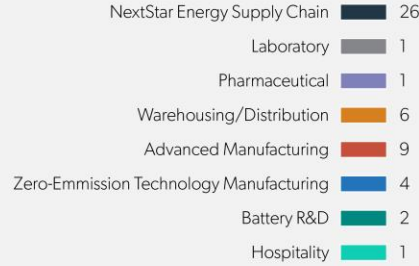 NextStar Energy Supply Chain 26
Laboratory 1
Pharmaceutical 1
Warehousing/Distribution 6
Advanced Manufacturing 9
Zero-Emmission Technology Manufacturing 4
Battery R&D 2
Hospitality 1